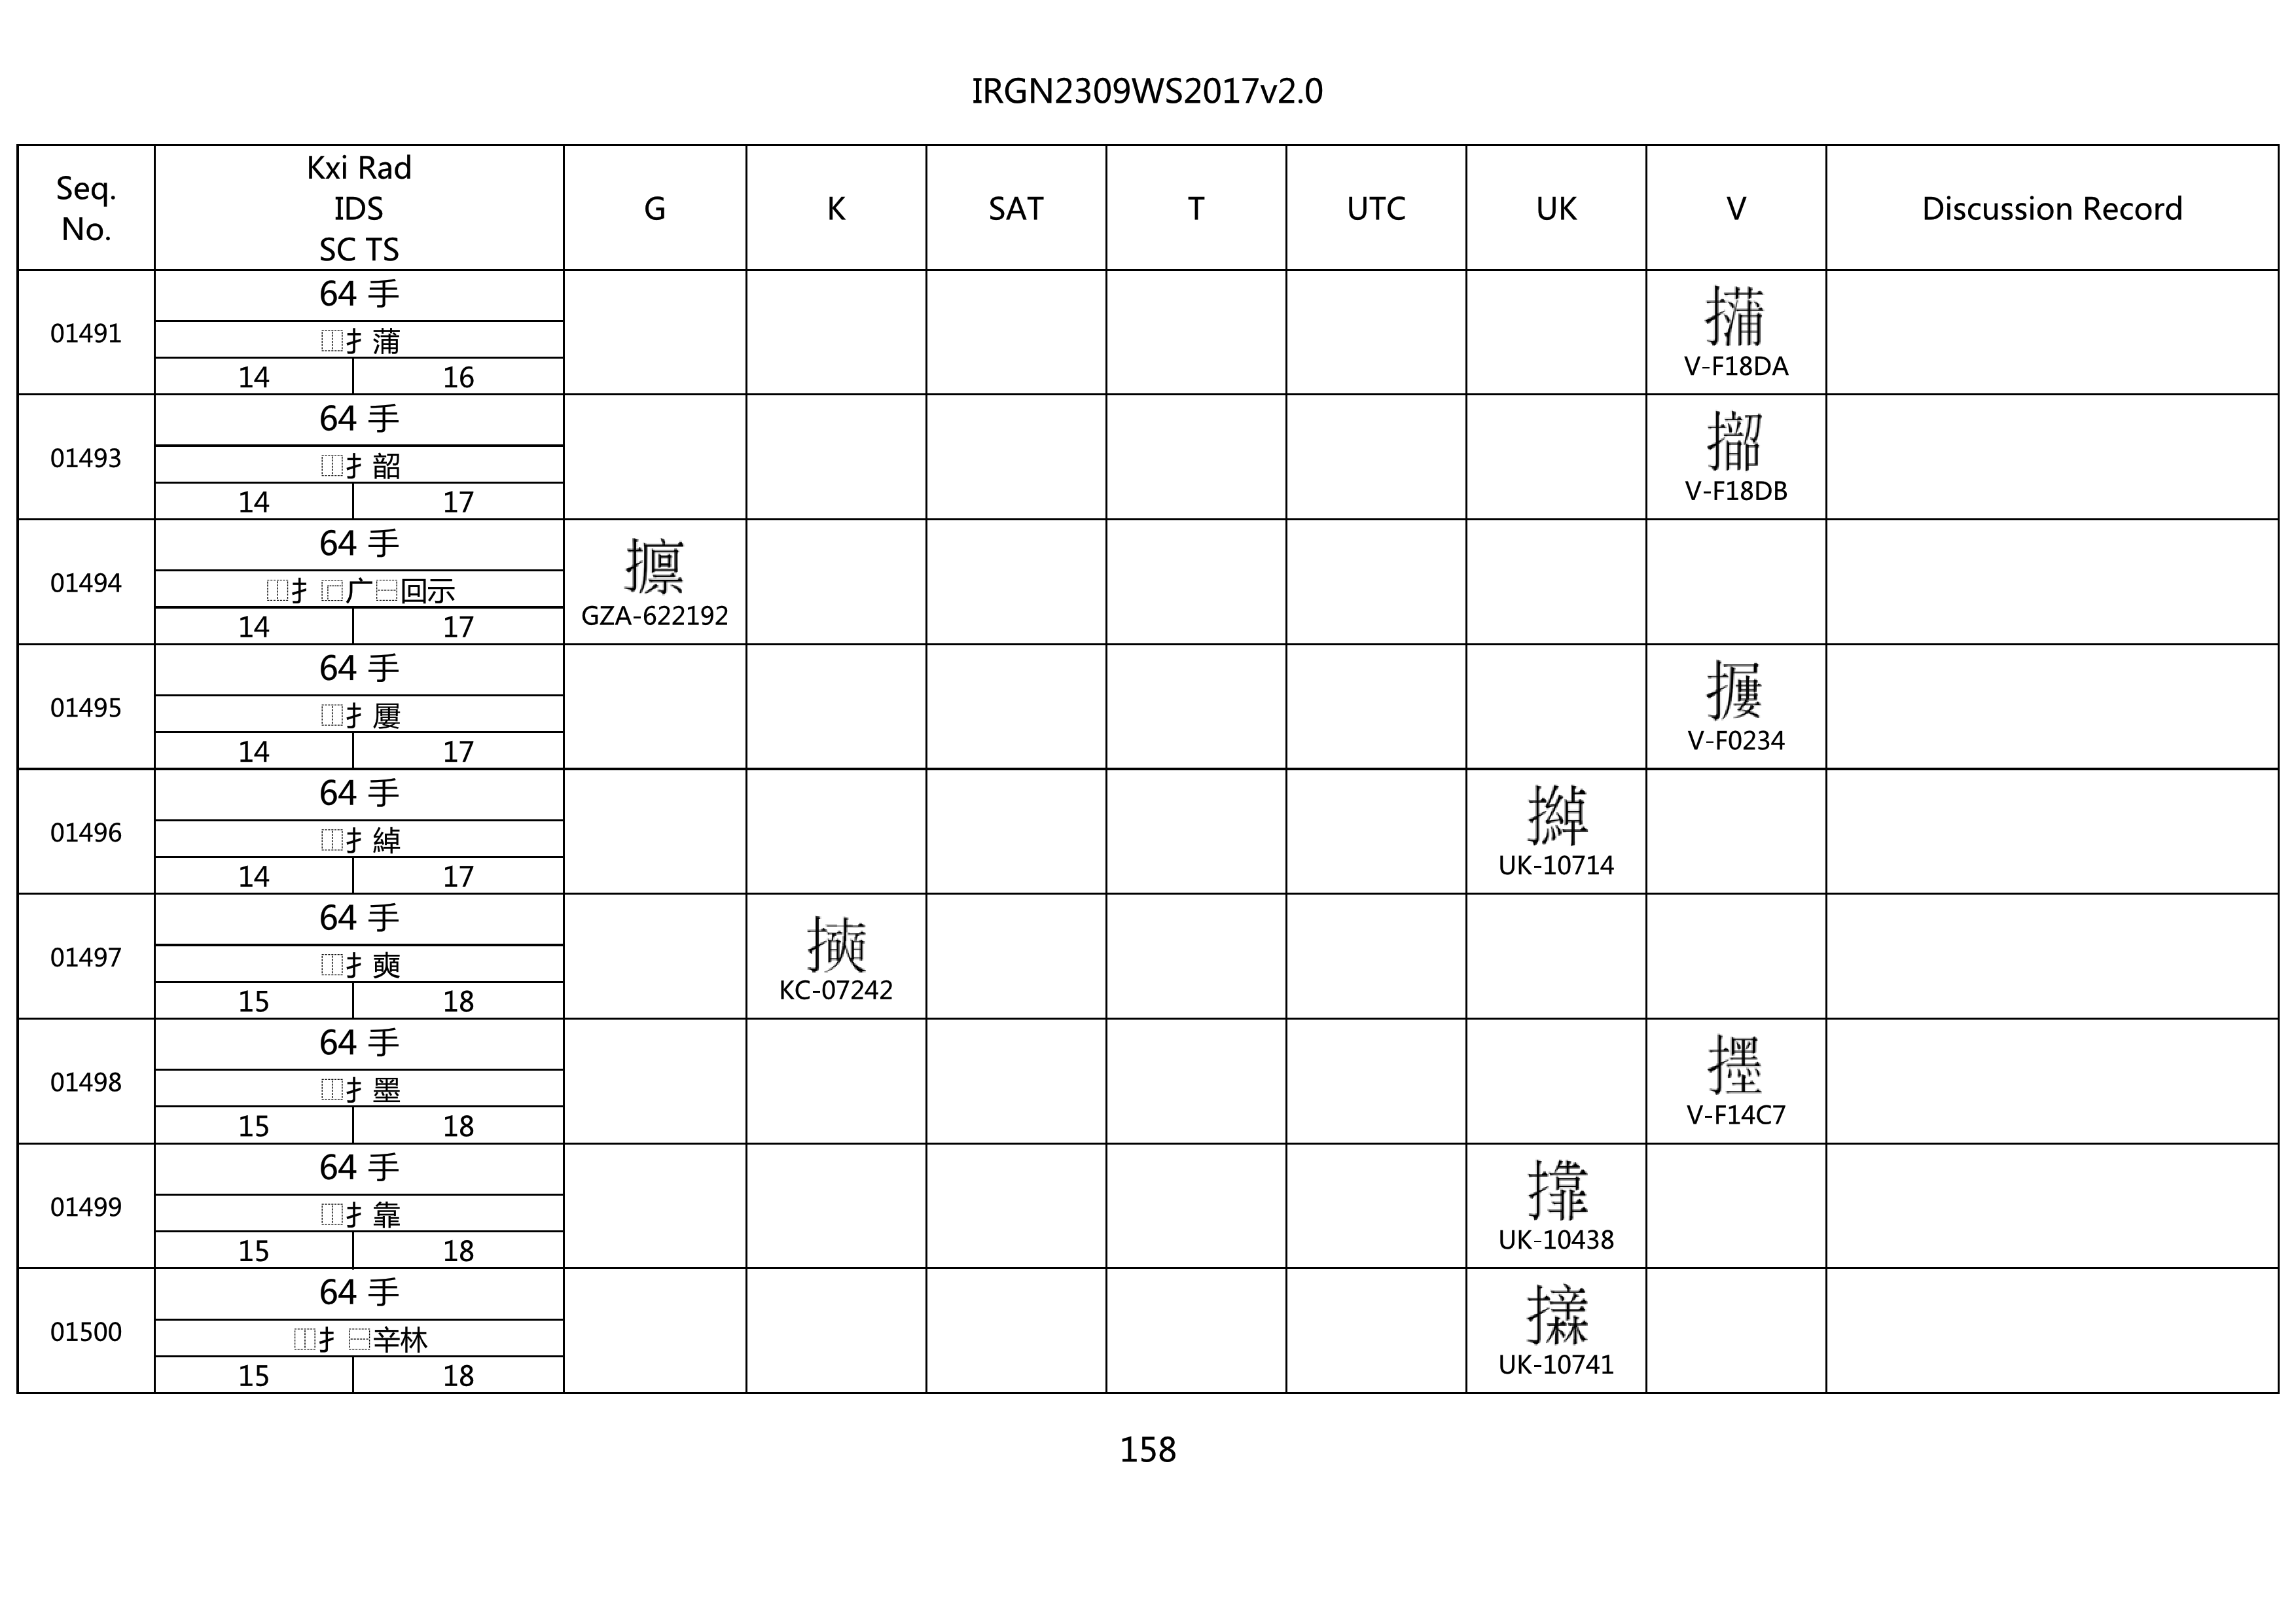 IRGN2309WS2017v2.0
Seq. No. Kxi Rad IDS SC TS G K SAT T UTC UK V Discussion Record
01491
64 手
⿰扌蒲
14 16
V-F18DA
01493
64 手
⿰扌韶
14 17
V-F18DB
01494
64 手
⿰扌⿸广⿱回示
14 17
GZA-622192
01495
64 手
⿰扌屢
14 17
V-F0234
01496
64 手
⿰扌綽
14 17
UK-10714
01497
64 手
⿰扌奭
15 18
KC-07242
01498
64 手
⿰扌墨
15 18
V-F14C7
01499
64 手
⿰扌靠
15 18
UK-10438
01500
64 手
⿰扌⿱辛林
15 18
UK-10741
158